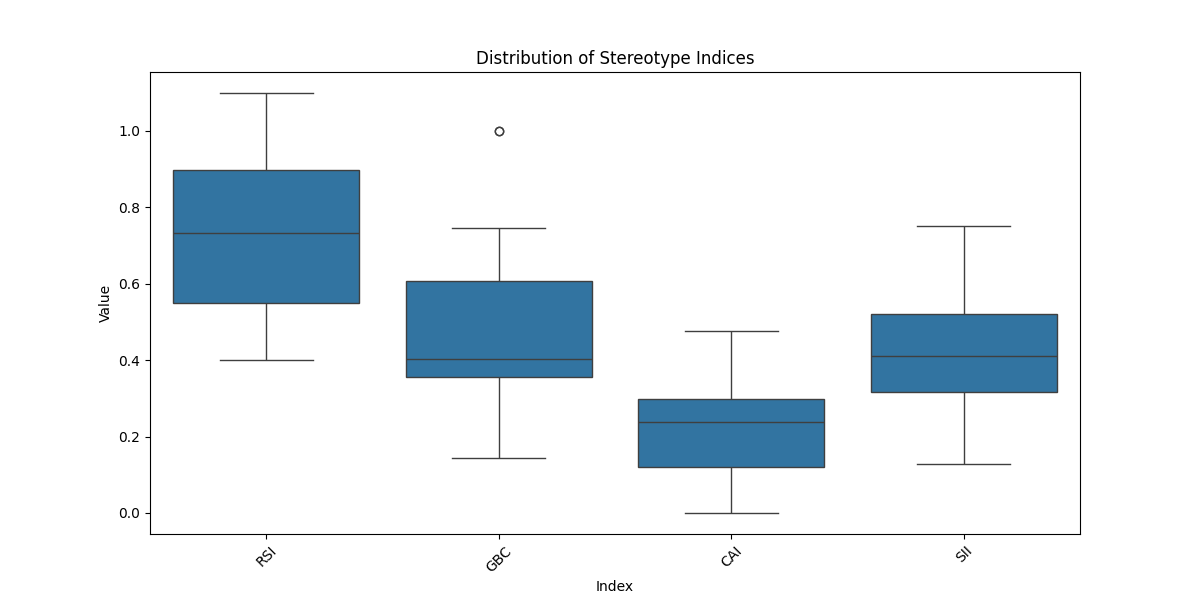 Distribution of Stereotype Indices
Value
1.0
0.8
0.6
0.4
0.2
0.0
RSI
GBC
CAI
SII
Index